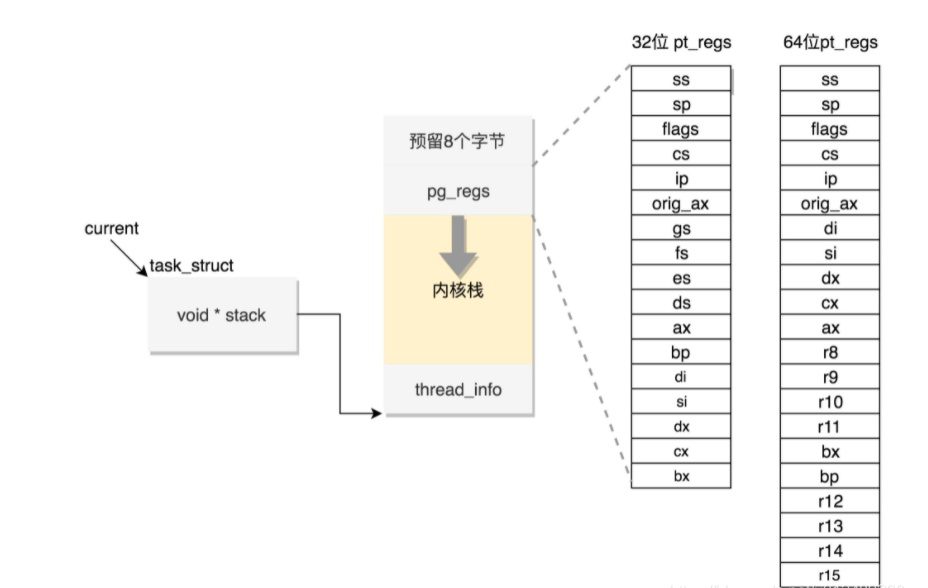 current
task_struct
void * stack
预留8个字节
pg_regs
内核栈
thread_info
32位 pt_regs
ss
sp
flags
cs
ip
orig_ax
gs
fs
es
ds
ax
bp
di
si
dx
cx
bx
64位pt_regs
ss
sp
flags
cs
ip
orig_ax
di
si
dx
cx
ax
r8
r9
r10
r11
bx
bp
r12
r13
r14
r15